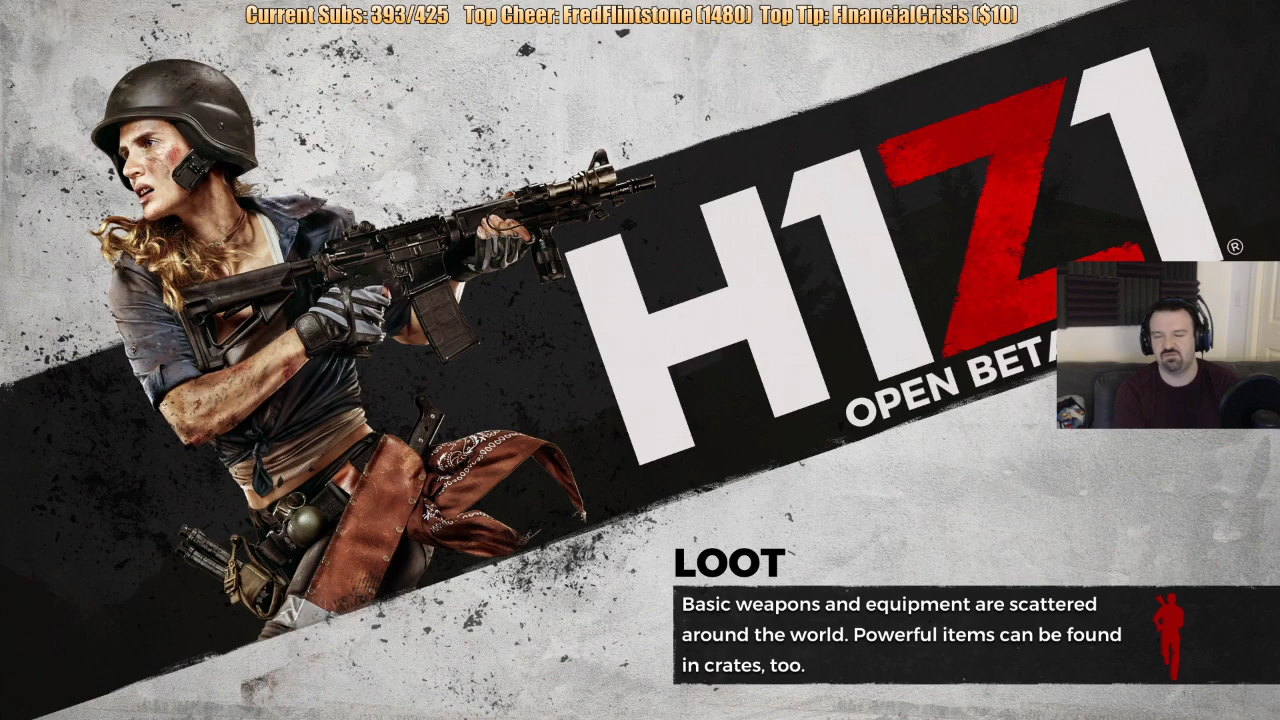 Current Subs: 393/425 Top Cheer: FredFlintstone (1480) Top Tip: FInancialCrisis ($10)
H1Z1®
OPEN BETA
LOOT
Basic weapons and equipment are scattered
around the world. Powerful items can be found
in crates, too.